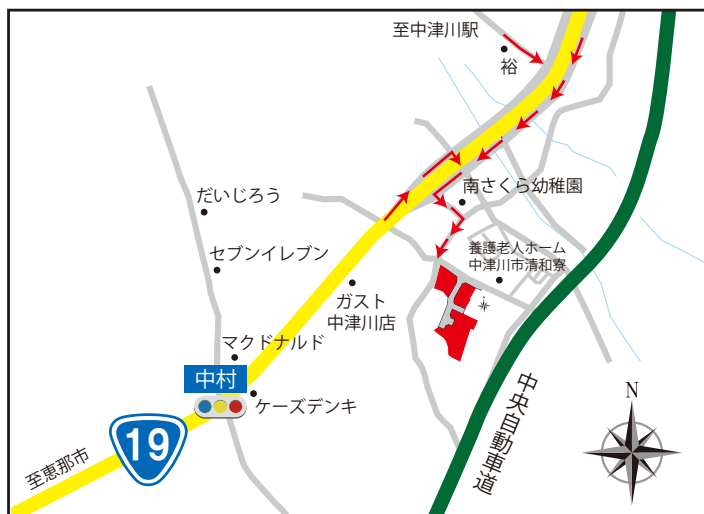 至中津川駅
裕
南さくら幼稚園
だいじろう
養護老人ホーム
中津川市清和寮
セブンイレブン
ガスト
中津川店
マクドナルド
中村
ケーズデンキ
中央自動車道
N
19
至恵那市